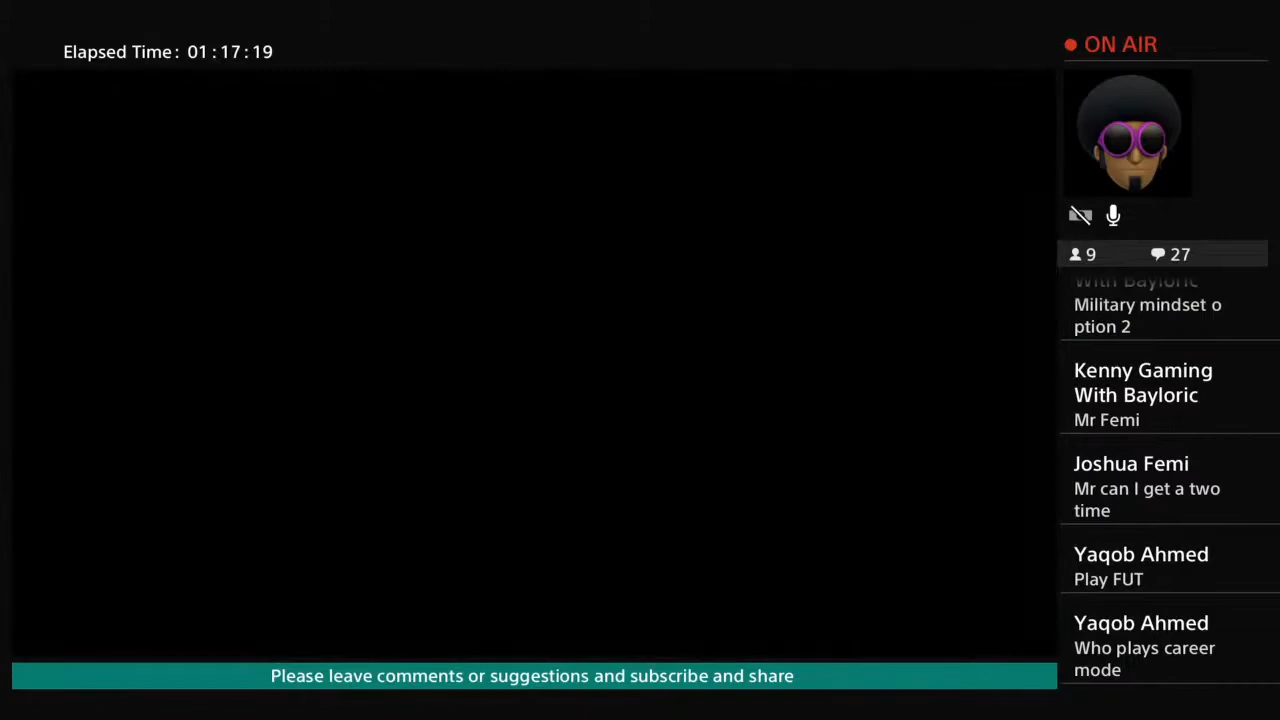 Elapsed Time: 01:17:19
ON AIR
9 27
With Bayloric
Military mindset o
ption 2
Kenny Gaming
With Bayloric
Mr Femi
Joshua Femi
Mr can I get a two
time
Yaqob Ahmed
Play FUT
Yaqob Ahmed
Who plays career
mode
Please leave comments or suggestions and subscribe and share